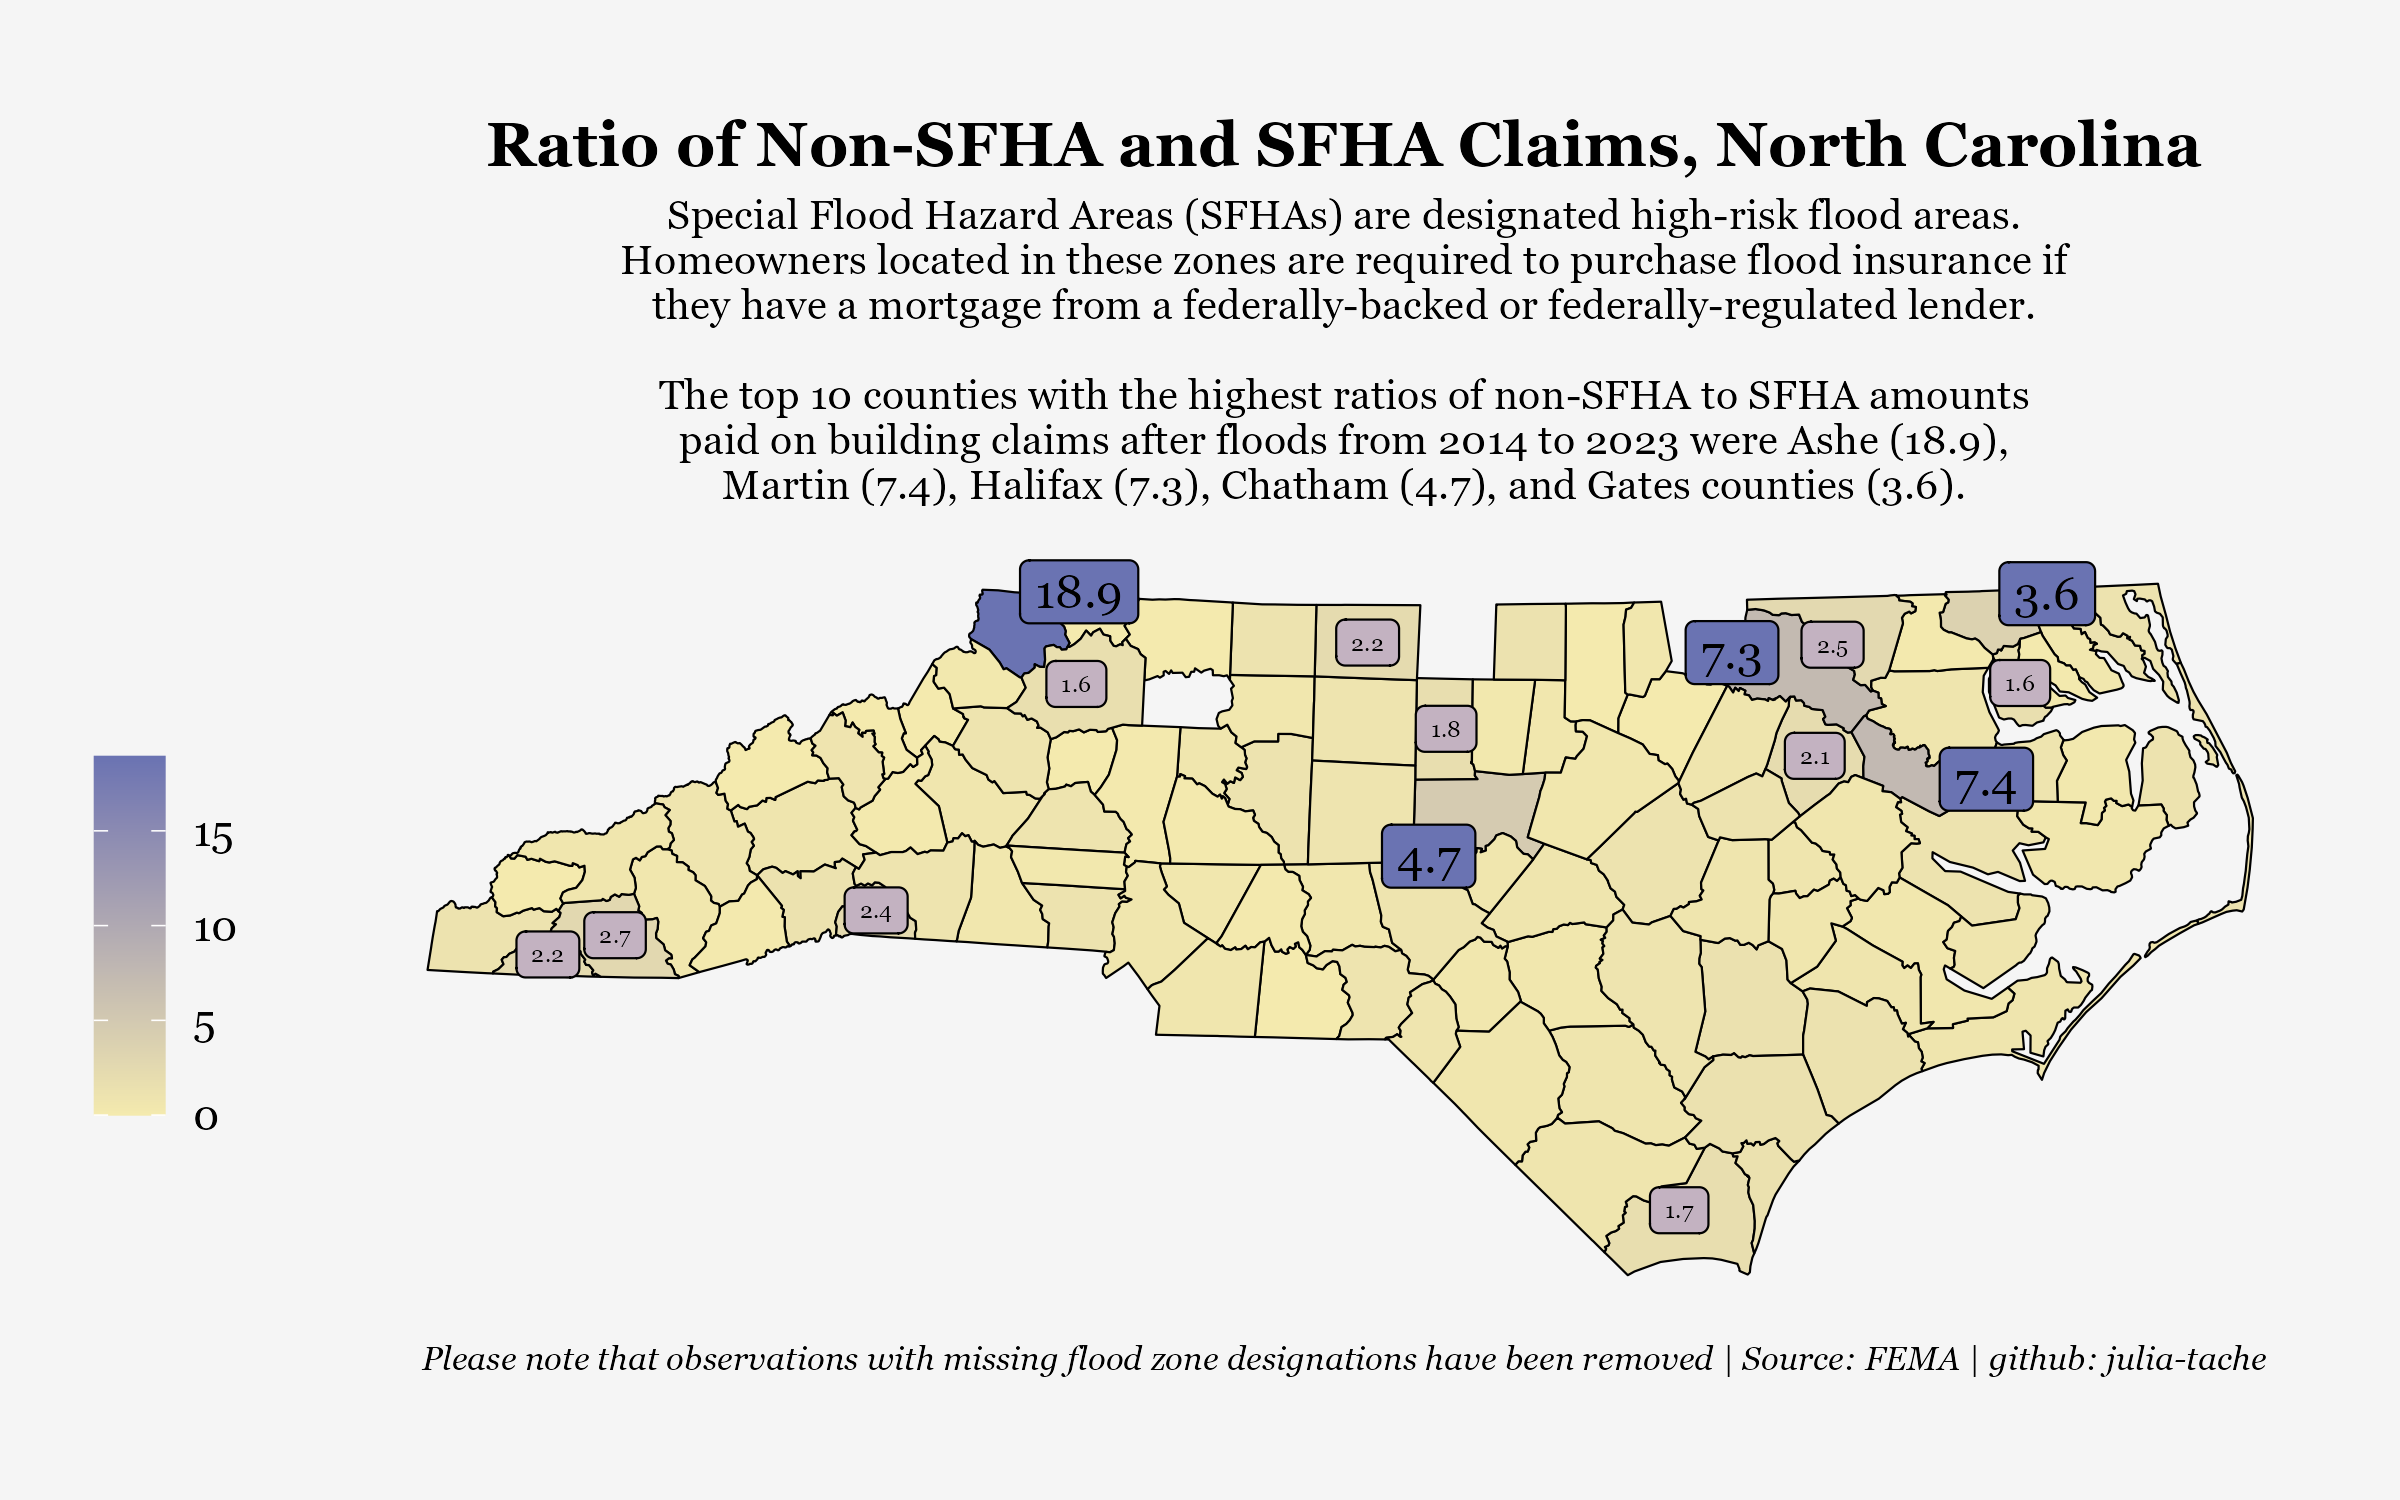 Ratio of Non-SFHA and SFHA Claims, North Carolina
Special Flood Hazard Areas (SFHAs) are designated high-risk flood areas.
Homeowners located in these zones are required to purchase flood insurance if
they have a mortgage from a federally-backed or federally-regulated lender.
The top 10 counties with the highest ratios of non-SFHA to SFHA amounts
paid on building claims after floods from 2014 to 2023 were Ashe (18.9),
Martin (7.4), Halifax (7.3), Chatham (4.7), and Gates counties (3.6).
18.9
3.6
2.2
7.3
2.5
1.6
1.6
1.8
2.1
7.4
4.7
2.4
2.7
2.2
1.7
15
10
5
0
Please note that observations with missing flood zone designations have been removed | Source: FEMA | github: julia-tache